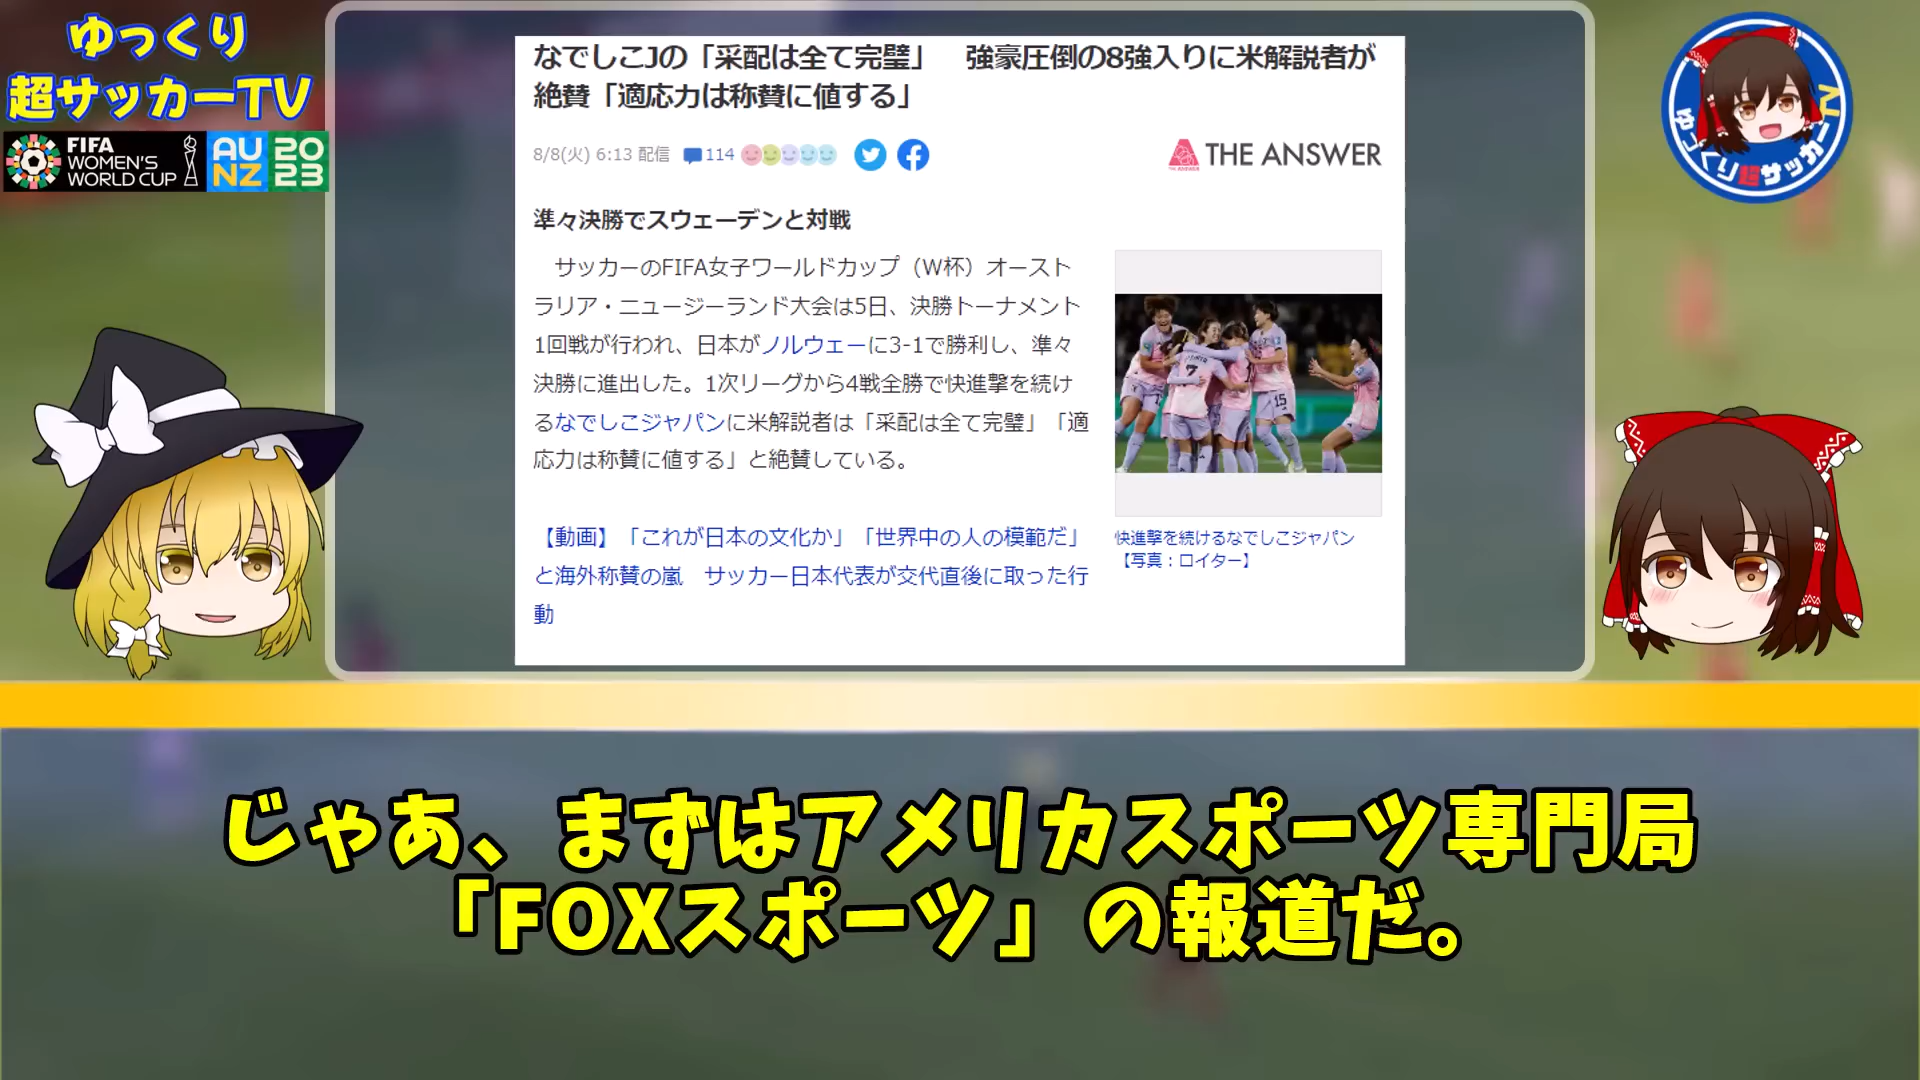 ゆっくり
超サッカーTV
FIFA
WOMEN'S
WORLD CUP
AU
NZ
20
23
なでしこJの「采配は全て完璧」　強豪圧倒の8強入りに米解説者が
絶賛「適応力は称賛に値する」
8/8(火) 6:13 配信
114
THE ANSWER
準々決勝でスウェーデンと対戦
サッカーのFIFA女子ワールドカップ（W杯）オースト
ラリア・ニュージーランド大会は5日、決勝トーナメント
1回戦が行われ、日本がノルウェーに3-1で勝利し、準々
決勝に進出した。1次リーグから4戦全勝で快進撃を続け
るなでしこジャパンに米解説者は「采配は全て完璧」「適
応力は称賛に値する」と絶賛している。
【動画】「これが日本の文化か」「世界中の人の模範だ」
と海外称賛の嵐　サッカー日本代表が交代直後に取った行
動
7
15
快進撃を続けるなでしこジャパン
【写真：ロイター】
ゆっくり超サッカーTV
じゃあ、まずはアメリカスポーツ専門局
「FOXスポーツ」の報道だ。